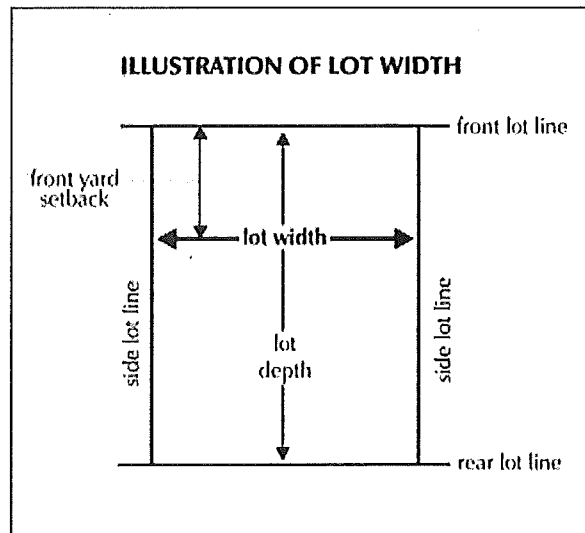 ILLUSTRATION OF LOT WIDTH
front lot line
front yard
setback
lot width
side lot line
lot
depth
side lot line
rear lot line